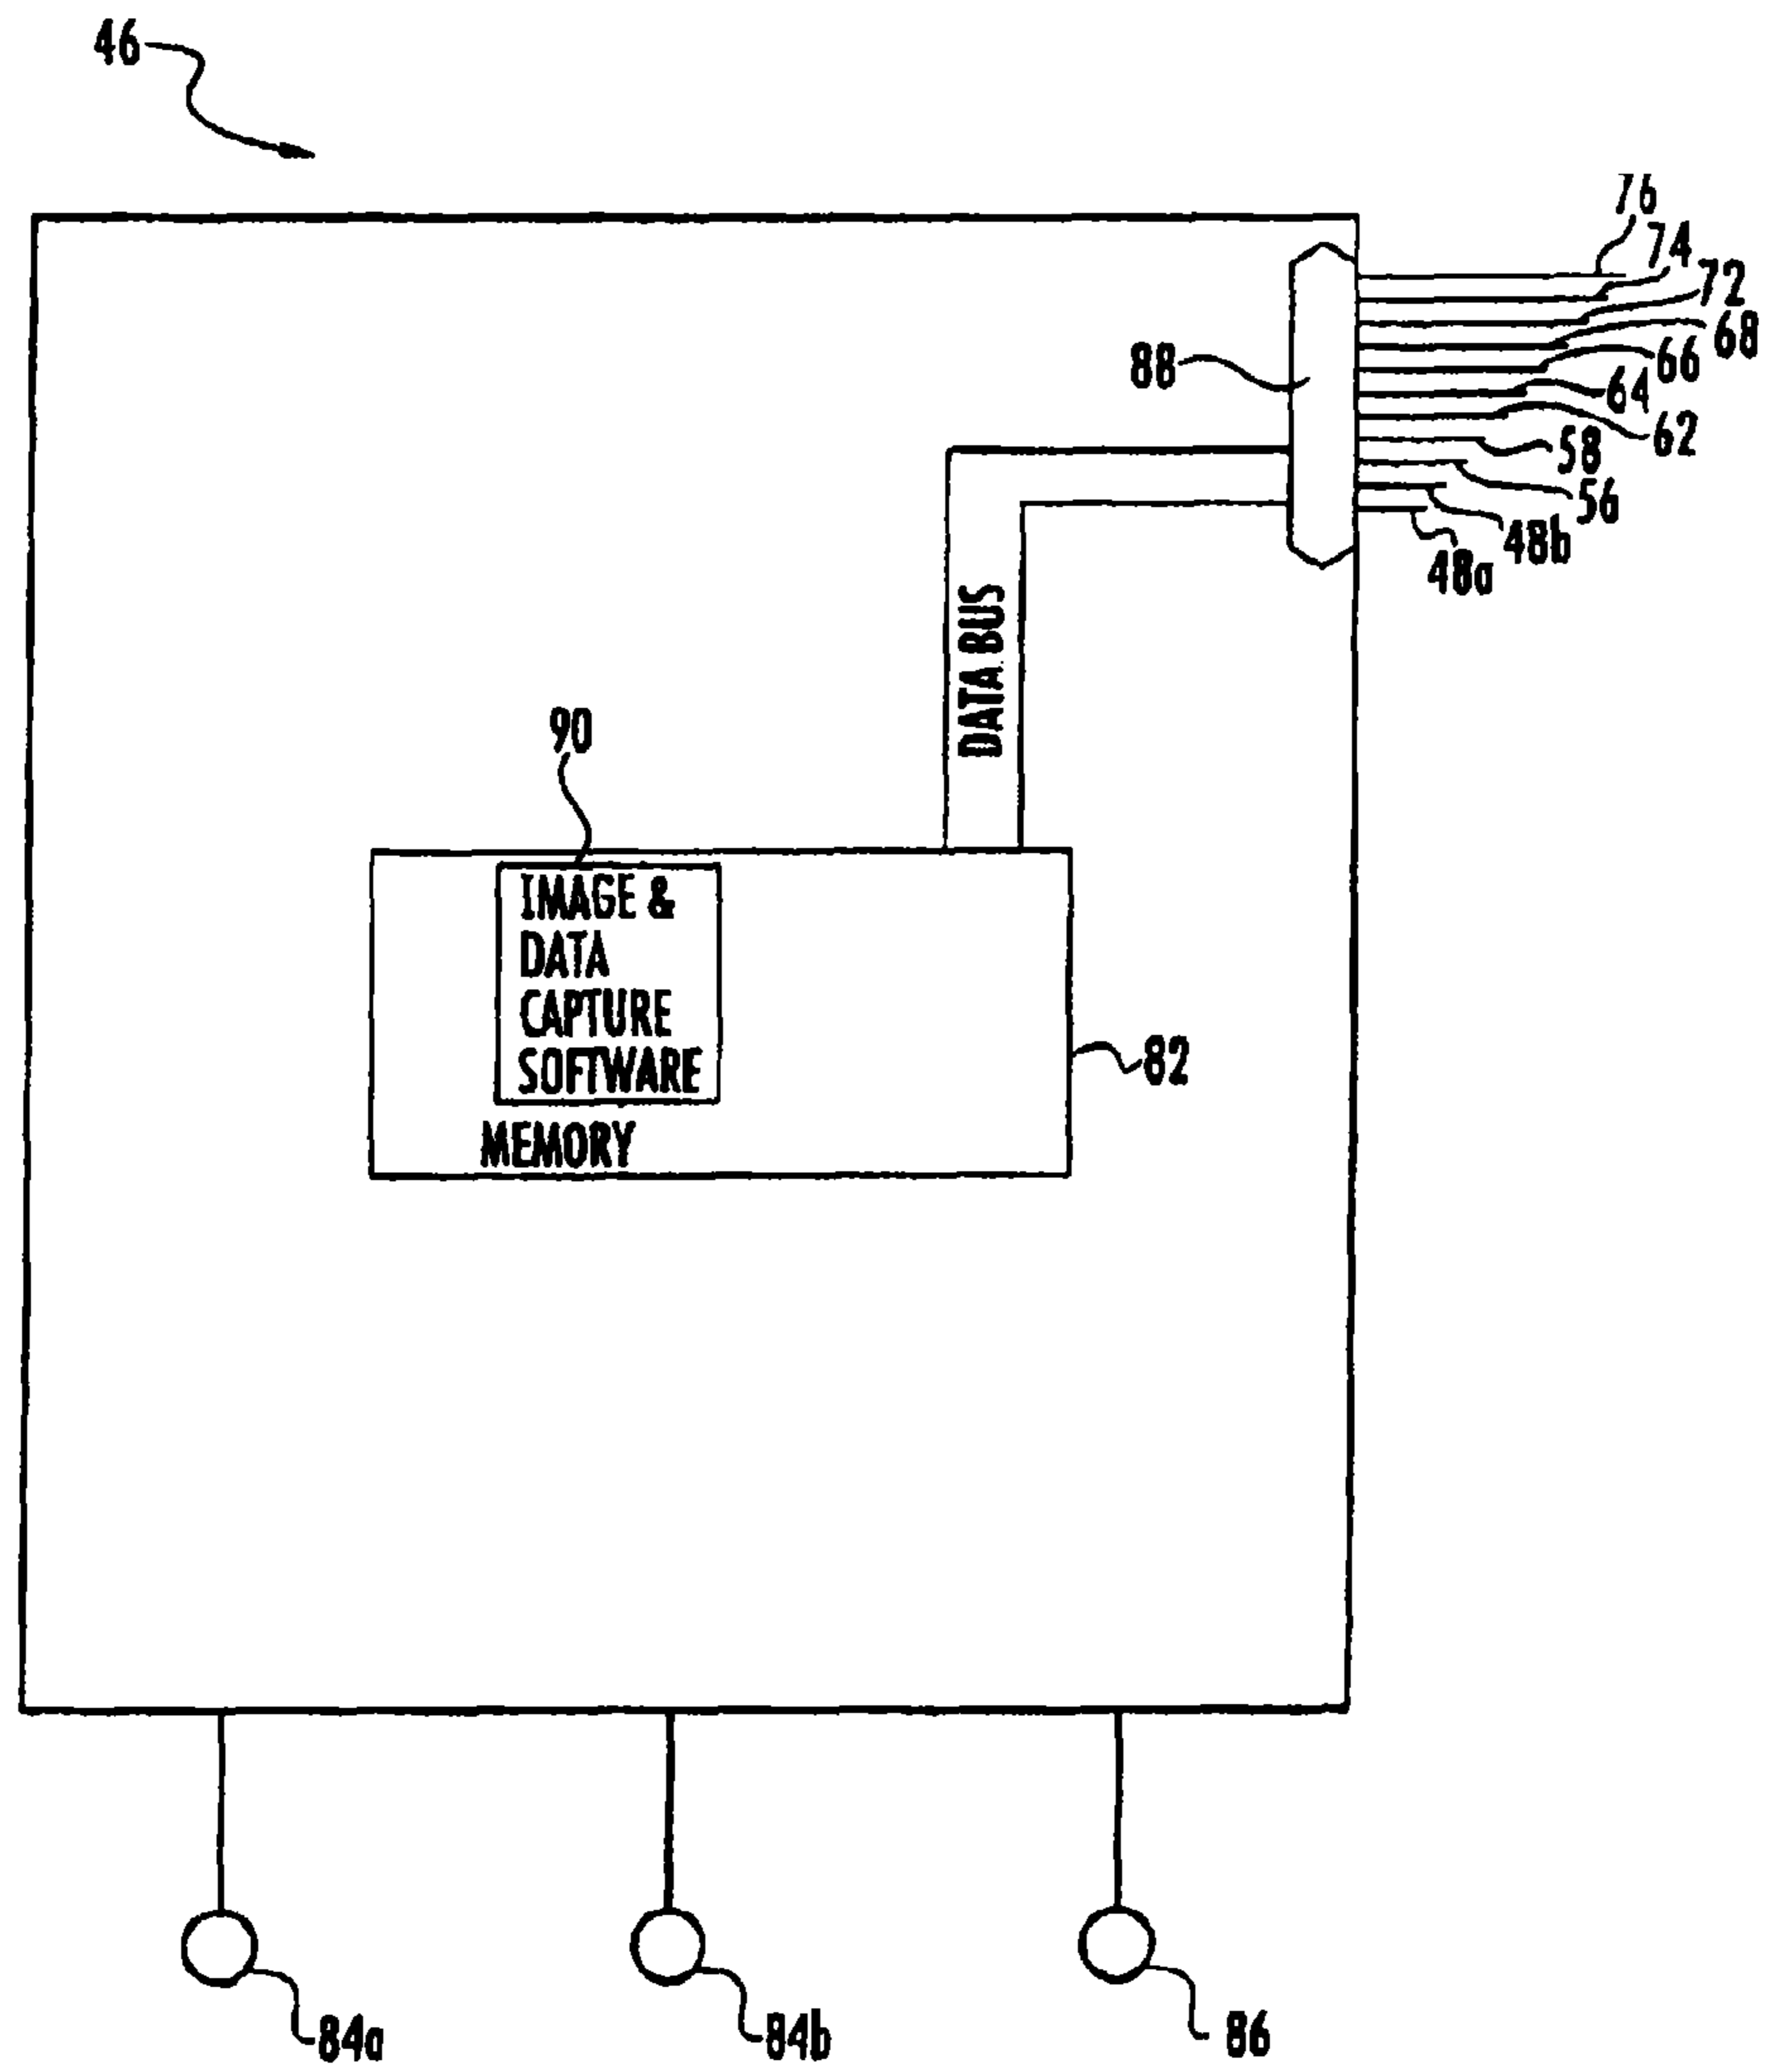 46
76
74
72
68
66
64
62
58
56
48b
48a
88
DATA BUS
90
IMAGE &
DATA
CAPTURE
SOFTWARE
MEMORY
82
84a
84b
86